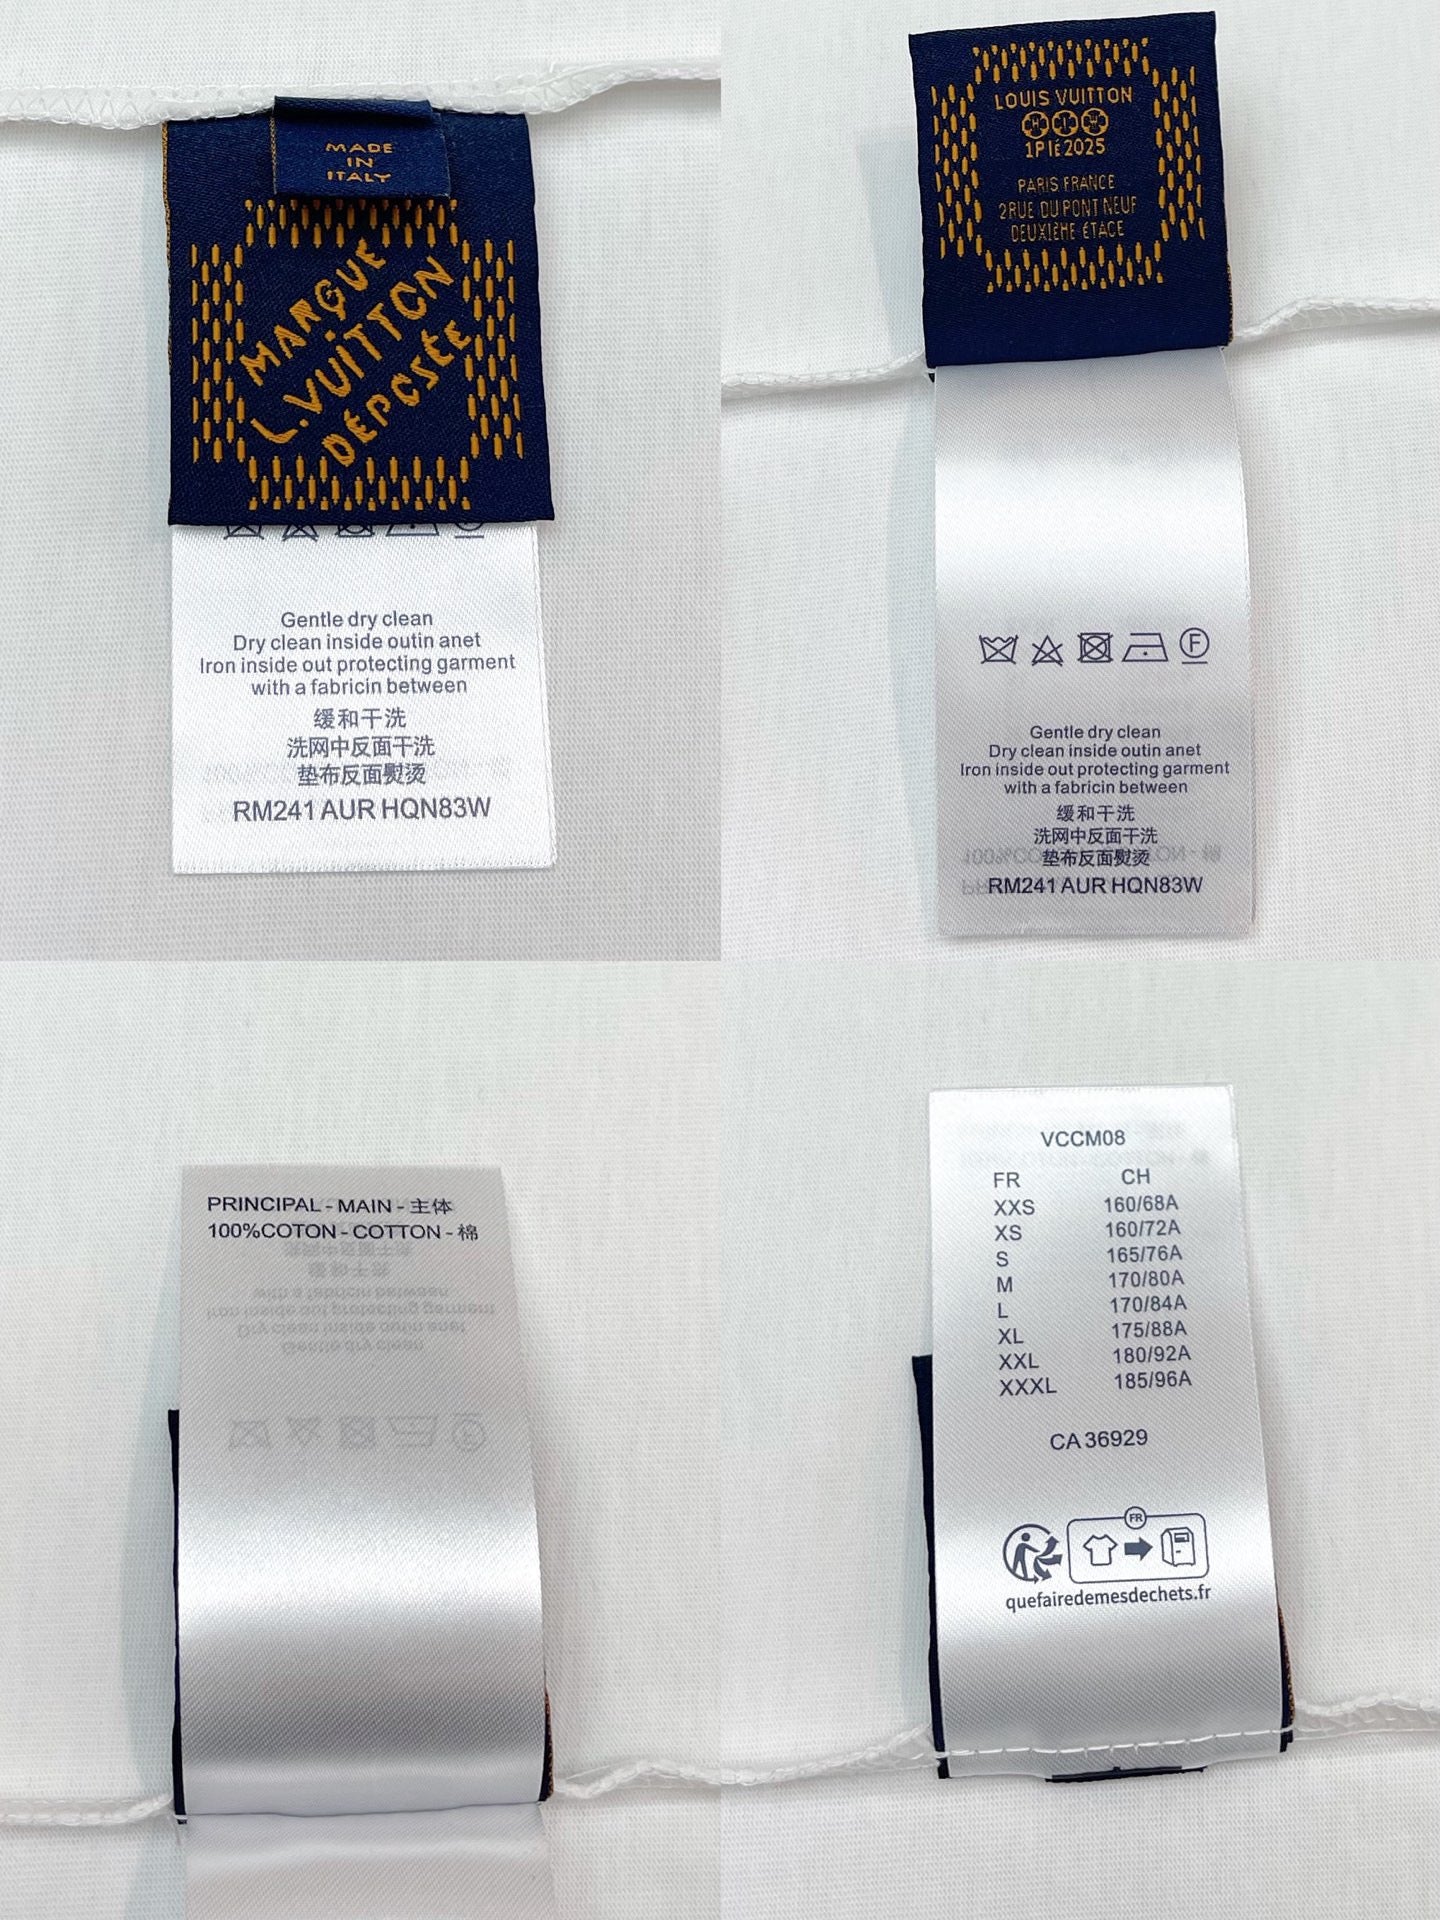 MADE
IN
ITALY
MARQUE
L.VUITTON
DÉPOSÉE
Gentle dry clean
Dry clean inside outin anet
Iron inside out protecting garment
with a fabricin between
缓和干洗
洗网中反面干洗
垫布反面熨烫
RM241 AUR HQN83W
LOUIS VUITTON
1PIÉ2025
PARIS FRANCE
2RUE DU PONT NEUF
DEUXIÈHE ÉTACE
F
Gentle dry clean
Dry clean inside outin anet
Iron inside out protecting garment
with a fabricin between
缓和干洗
洗网中反面干洗
垫布反面熨烫
RM241 AUR HQN83W
PRINCIPAL - MAIN - 主体
100%COTON - COTTON - 棉
VCCM08
FR CH
XXS 160/68A
XS 160/72A
S 165/76A
M 170/80A
L 170/84A
XL 175/88A
XXL 180/92A
XXXL 185/96A
CA 36929
FR
quefairedemesdechets.fr